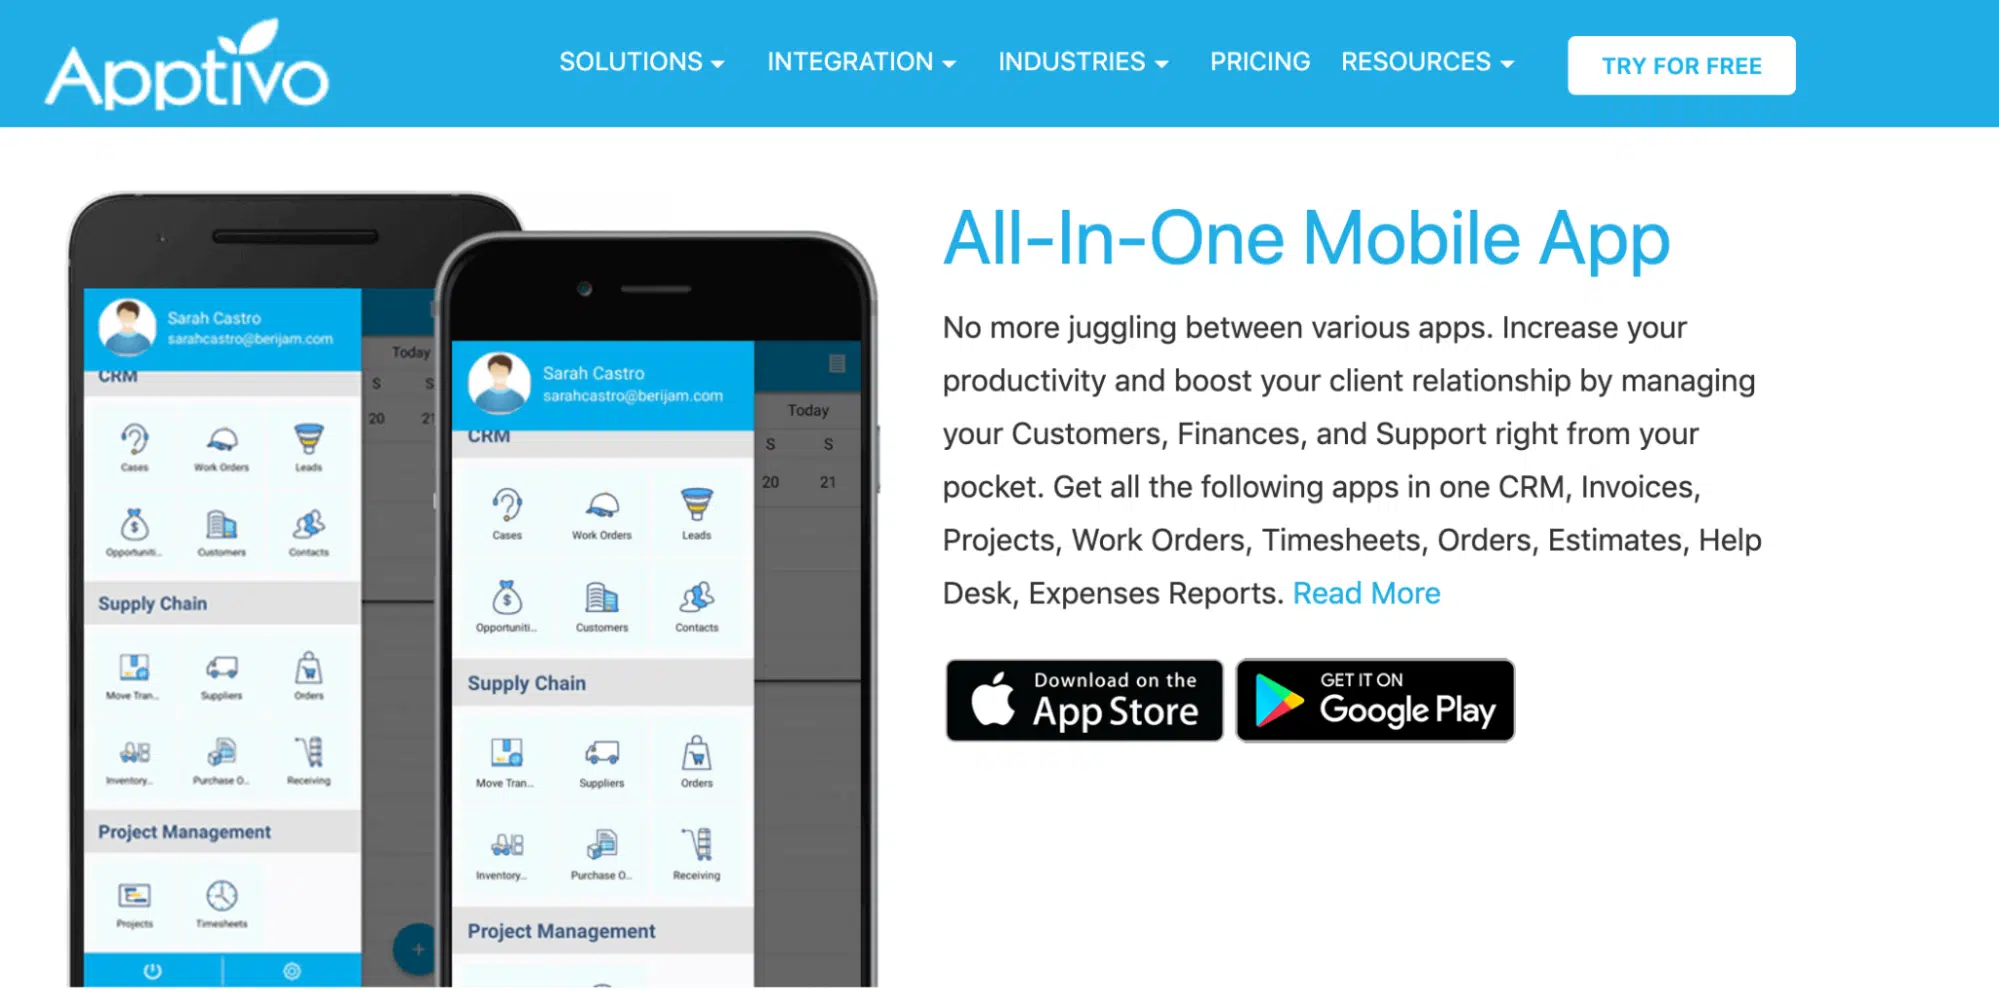 Apptivo
SOLUTIONS
INTEGRATION
INDUSTRIES
PRICING
RESOURCES
TRY FOR FREE
Sarah Castro
sarahcastro@berijam.com
CRM
Today
S S
20 21
Cases Work Orders Leads
Opportuniti... Customers Contacts
Supply Chain
Move Tran... Suppliers Orders
Inventory... Purchase O... Receiving
Project Management
Projects Timesheets
+
Sarah Castro
sarahcastro@berijam.com
CRM
Today
S S
20 21
Cases Work Orders Leads
Opportuniti... Customers Contacts
Supply Chain
Move Tran... Suppliers Orders
Inventory... Purchase O... Receiving
Project Management
All-In-One Mobile App
No more juggling between various apps. Increase your
productivity and boost your client relationship by managing
your Customers, Finances, and Support right from your
pocket. Get all the following apps in one CRM, Invoices,
Projects, Work Orders, Timesheets, Orders, Estimates, Help
Desk, Expenses Reports. Read More
Download on the
App Store
GET IT ON
Google Play